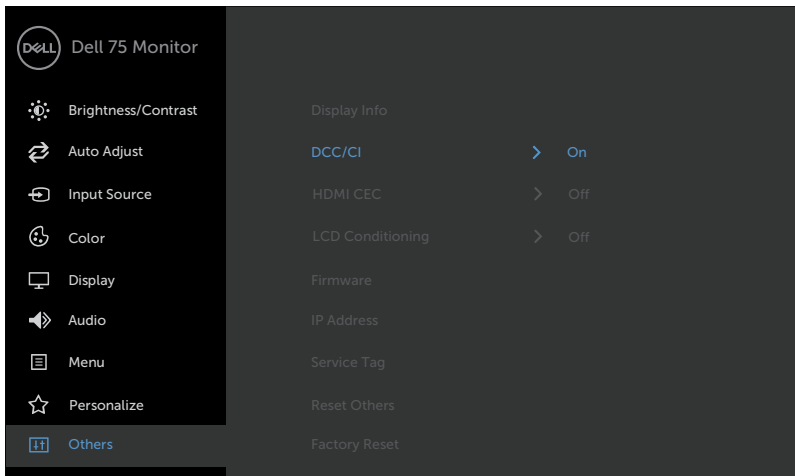 DELL Dell 75 Monitor
Brightness/Contrast
Auto Adjust
Input Source
Color
Display
Audio
Menu
Personalize
Others
Display Info
DCC/CI On
HDMI CEC Off
LCD Conditioning Off
Firmware
IP Address
Service Tag
Reset Others
Factory Reset